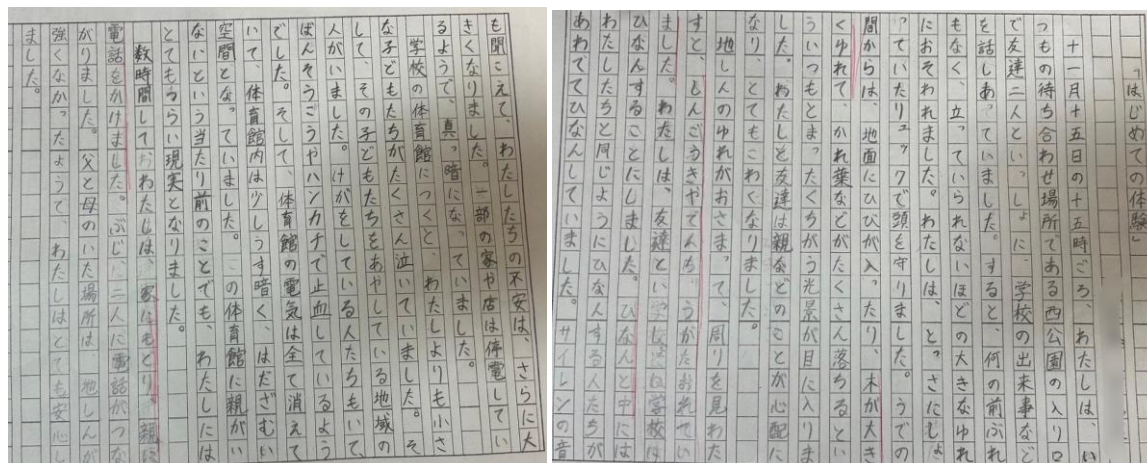 「はじめての体験」
十一月十五日の十五時ごろ、わたしは、い
つもの待ち合わせ場所である西公園の入り口
で友達二人といっしょに、学校の出来事など
を話しあっていました。すると、何の前ぶれ
もなく、立っていられないほどの大きなゆれ
におそわれました。わたしは、とっさにしょ
っていたリュックで頭を守りました。うでの
間からは、地面にひびが入ったり、木が大き
くゆれて、かれ葉などがたくさん落ちるとい
ういつもとまったくちがう光景が目に入りま
した。わたしと友達は親などのことが心配に
なり、とてもこわくなりました。
地しんのゆれがおさまって、周りを見わた
すと、しんごうきやでんちゅうがたおれてい
ました。わたしは、友達といっしょに学校に
ひなんすることにしました。ひなんと中には
わたしたちと同じようにひなんする人たちが
あわててひなんしていました。サイレンの音
も聞こえて、わたしたちの不安は、さらに大
きくなりました。一部の家や店は停電してい
るようで、真っ暗になっていました。
学校の体育館につくと、わたしよりも小さ
な子どもたちがたくさん泣いていました。そ
して、その子どもたちをあやしている地域の
人がいました。けがをしている人たちもいて、
ばんそうこうやハンカチで止血しているよう
でした。そして、体育館の電気は全て消えて
いて、体育館内は少しうす暗く、はだざむい
空間となっていました。この体育館に親がい
ないという当たり前のことでも、わたしには
とてもつらい現実となりました。
数時間してわたしは、家にもどり、親に
電話をかけました。ぶじに二人に電話がつな
がりました。父と母のいた場所は、地しんが
強くなかったようで、わたしはとても安心し
ました。